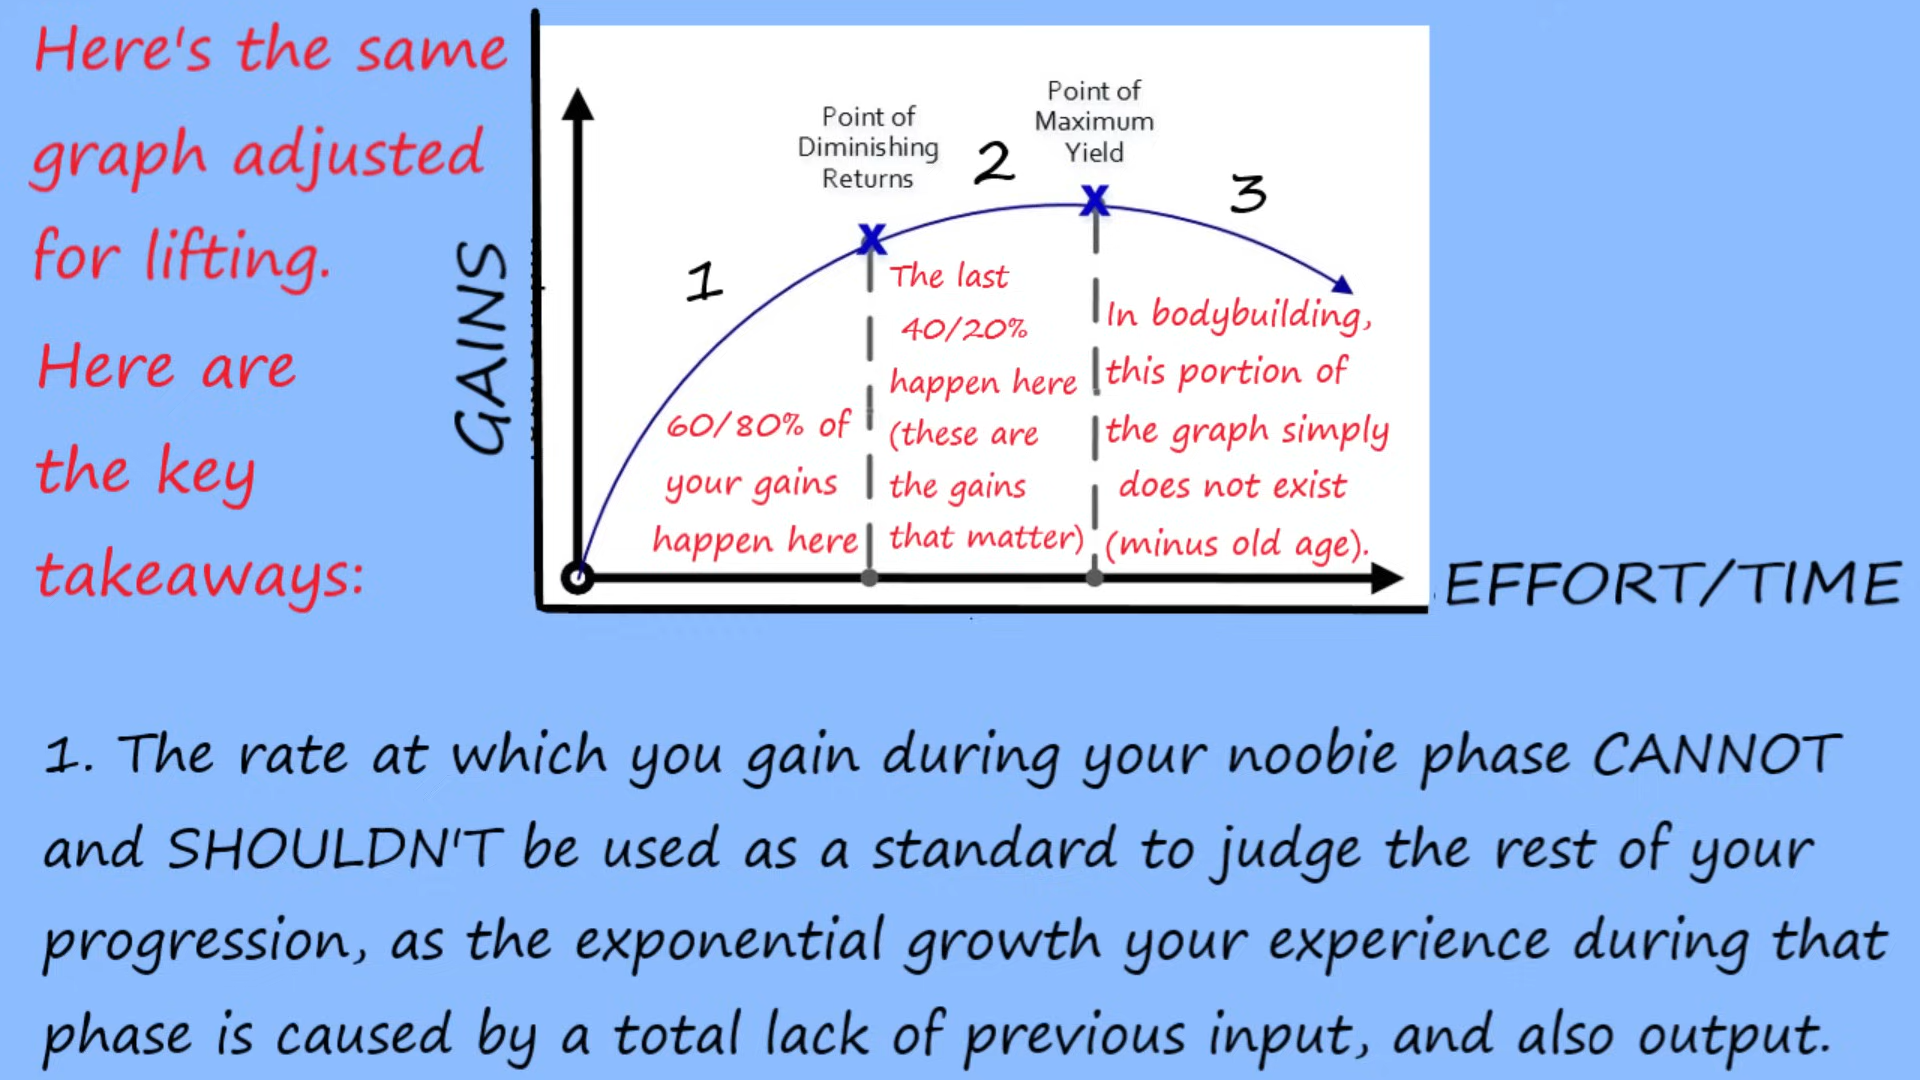 Here's the same
graph adjusted
for lifting.
Here are
the key
takeaways:
GAINS
Point of
Diminishing
Returns
Point of
Maximum
Yield
1
2
3
60/80% of
your gains
happen here
The last
40/20%
happen here
(these are
the gains
that matter)
In bodybuilding,
this portion of
the graph simply
does not exist
(minus old age).
EFFORT/TIME
1. The rate at which you gain during your noobie phase CANNOT
and SHOULDN'T be used as a standard to judge the rest of your
progression, as the exponential growth your experience during that
phase is caused by a total lack of previous input, and also output.